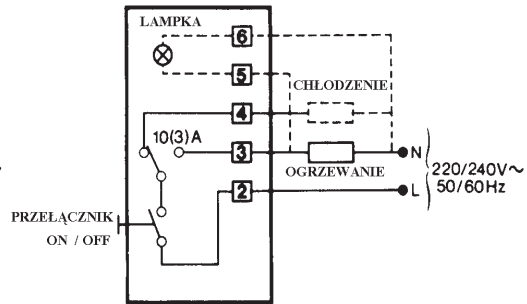 LAMPKA
6
5
CHŁODZENIE
4
10(3)A
3
N
OGRZEWANIE
220/240V~
50/60Hz
2
L
PRZEŁĄCZNIK
ON / OFF